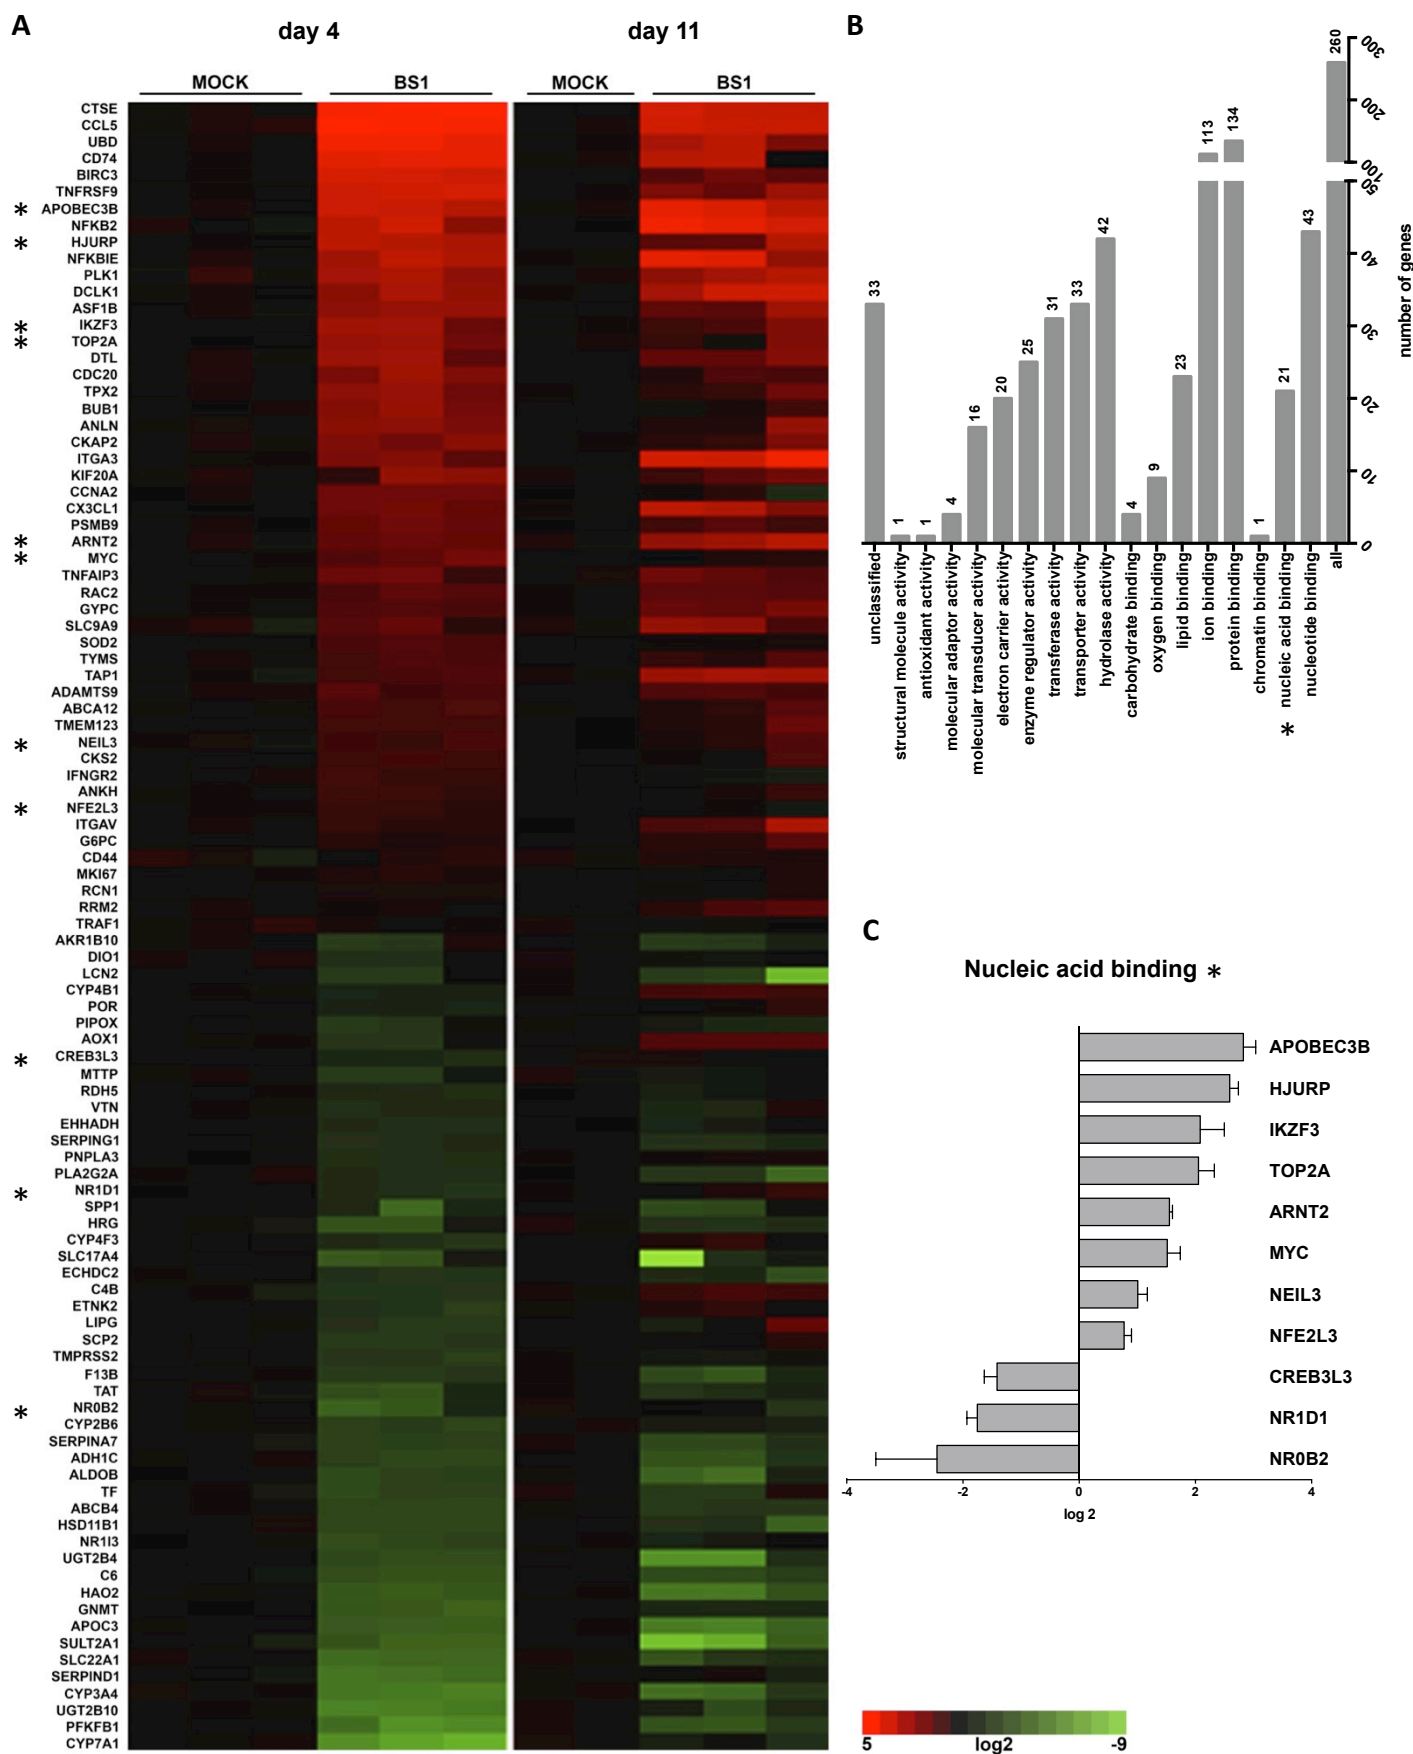 A
day 4
day 11
MOCK
BS1
MOCK
BS1
CTSE
CCL5
UBD
CD74
BIRC3
TNFRSF9
* APOBEC3B
NFKB2
* HJURP
NFKBIE
PLK1
DCLK1
ASF1B
* IKZF3
* TOP2A
DTL
CDC20
TPX2
BUB1
ANLN
CKAP2
ITGA3
KIF20A
CCNA2
CX3CL1
PSMB9
* ARNT2
* MYC
TNFAIP3
RAC2
GYPC
SLC9A9
SOD2
TYMS
TAP1
ADAMTS9
ABCA12
TMEM123
* NEIL3
CKS2
IFNGR2
ANKH
* NFE2L3
ITGAV
G6PC
CD44
MKI67
RCN1
RRM2
TRAF1
AKR1B10
DIO1
LCN2
CYP4B1
POR
PIPOX
AOX1
* CREB3L3
MTTP
RDH5
VTN
EHHADH
SERPING1
PNPLA3
PLA2G2A
* NR1D1
SPP1
HRG
CYP4F3
SLC17A4
ECHDC2
C4B
ETNK2
LIPG
SCP2
TMPRSS2
F13B
TAT
* NR0B2
CYP2B6
SERPINA7
ADH1C
ALDOB
TF
ABCB4
HSD11B1
NR1I3
UGT2B4
C6
HAO2
GNMT
APOC3
SULT2A1
SLC22A1
SERPIND1
CYP3A4
UGT2B10
PFKFB1
CYP7A1
B
33
1
1
4
16
20
25
31
33
42
4
9
23
113
134
1
21
43
260
300
200
100
50
40
30
20
10
0
number of genes
unclassified
structural molecule activity
antioxidant activity
molecular adaptor activity
molecular transducer activity
electron carrier activity
enzyme regulator activity
transferase activity
transporter activity
hydrolase activity
carbohydrate binding
oxygen binding
lipid binding
ion binding
protein binding
chromatin binding
* nucleic acid binding
nucleotide binding
all
C
Nucleic acid binding *
APOBEC3B
HJURP
IKZF3
TOP2A
ARNT2
MYC
NEIL3
NFE2L3
CREB3L3
NR1D1
NR0B2
-4 -2 0 2 4
log 2
5 log2 -9